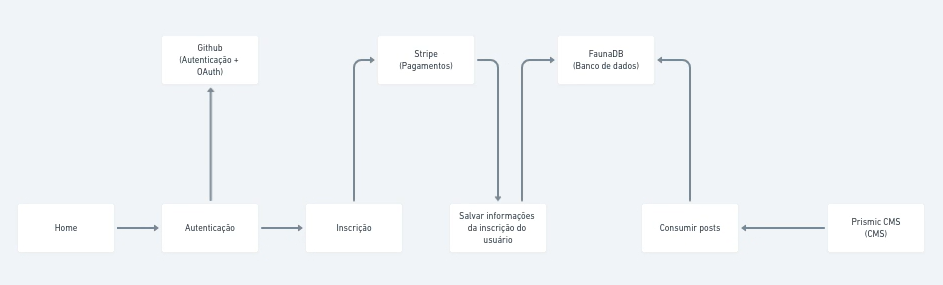 Github
(Autenticação +
OAuth)
Stripe
(Pagamentos)
FaunaDB
(Banco de dados)
Home
Autenticação
Inscrição
Salvar informações
da inscrição do
usuário
Consumir posts
Prismic CMS
(CMS)